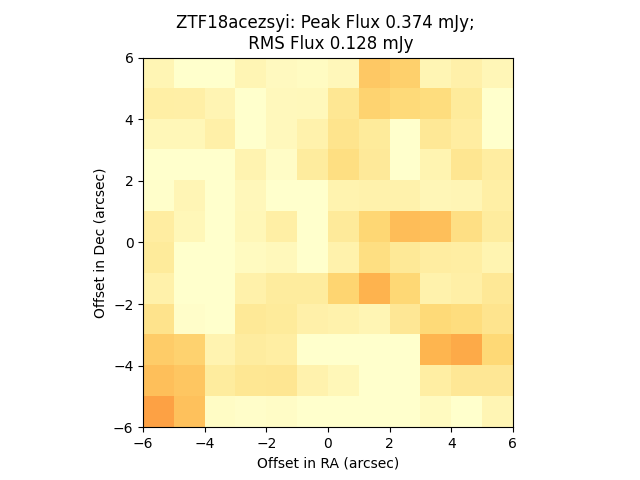 ZTF18acezsyi: Peak Flux 0.374 mJy;
RMS Flux 0.128 mJy
6
4
2
0
−2
−4
−6
Offset in Dec (arcsec)
−6 −4 −2 0 2 4 6
Offset in RA (arcsec)